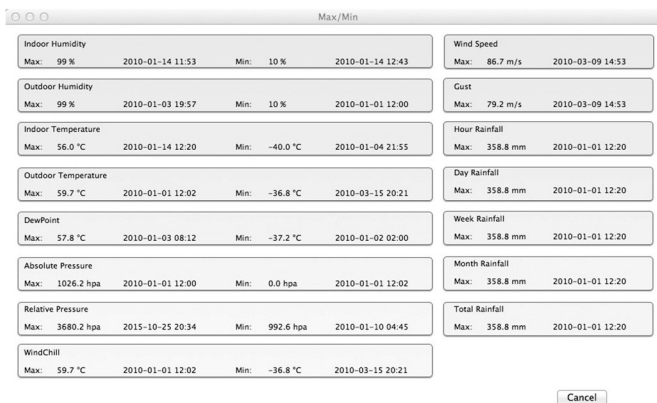 Max/Min
Indoor Humidity
Max: 99 % 2010-01-14 11:53 Min: 10 % 2010-01-14 12:43
Outdoor Humidity
Max: 99 % 2010-01-03 19:57 Min: 10 % 2010-01-01 12:00
Indoor Temperature
Max: 56.0 °C 2010-01-14 12:20 Min: -40.0 °C 2010-01-04 21:55
Outdoor Temperature
Max: 59.7 °C 2010-01-01 12:02 Min: -36.8 °C 2010-03-15 20:21
DewPoint
Max: 57.8 °C 2010-01-03 08:12 Min: -37.2 °C 2010-01-02 02:00
Absolute Pressure
Max: 1026.2 hpa 2010-01-01 12:00 Min: 0.0 hpa 2010-01-01 12:02
Relative Pressure
Max: 3680.2 hpa 2015-10-25 20:34 Min: 992.6 hpa 2010-01-10 04:45
WindChill
Max: 59.7 °C 2010-01-01 12:02 Min: -36.8 °C 2010-03-15 20:21
Wind Speed
Max: 86.7 m/s 2010-03-09 14:53
Gust
Max: 79.2 m/s 2010-03-09 14:53
Hour Rainfall
Max: 358.8 mm 2010-01-01 12:20
Day Rainfall
Max: 358.8 mm 2010-01-01 12:20
Week Rainfall
Max: 358.8 mm 2010-01-01 12:20
Month Rainfall
Max: 358.8 mm 2010-01-01 12:20
Total Rainfall
Max: 358.8 mm 2010-01-01 12:20
Cancel